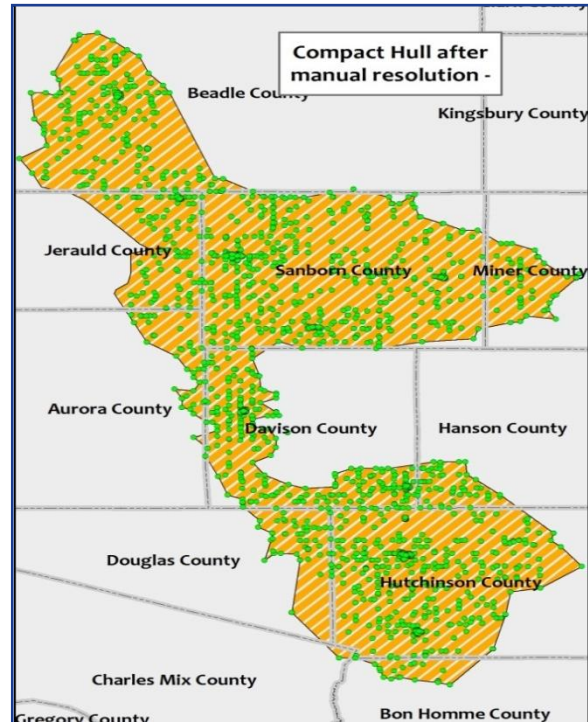 Compact Hull after
manual resolution -
Beadle County
Kingsbury County
Jerauld County
Sanborn County
Miner County
Aurora County
Davison County
Hanson County
Douglas County
Hutchinson County
Charles Mix County
Gregory County
Bon Homme County